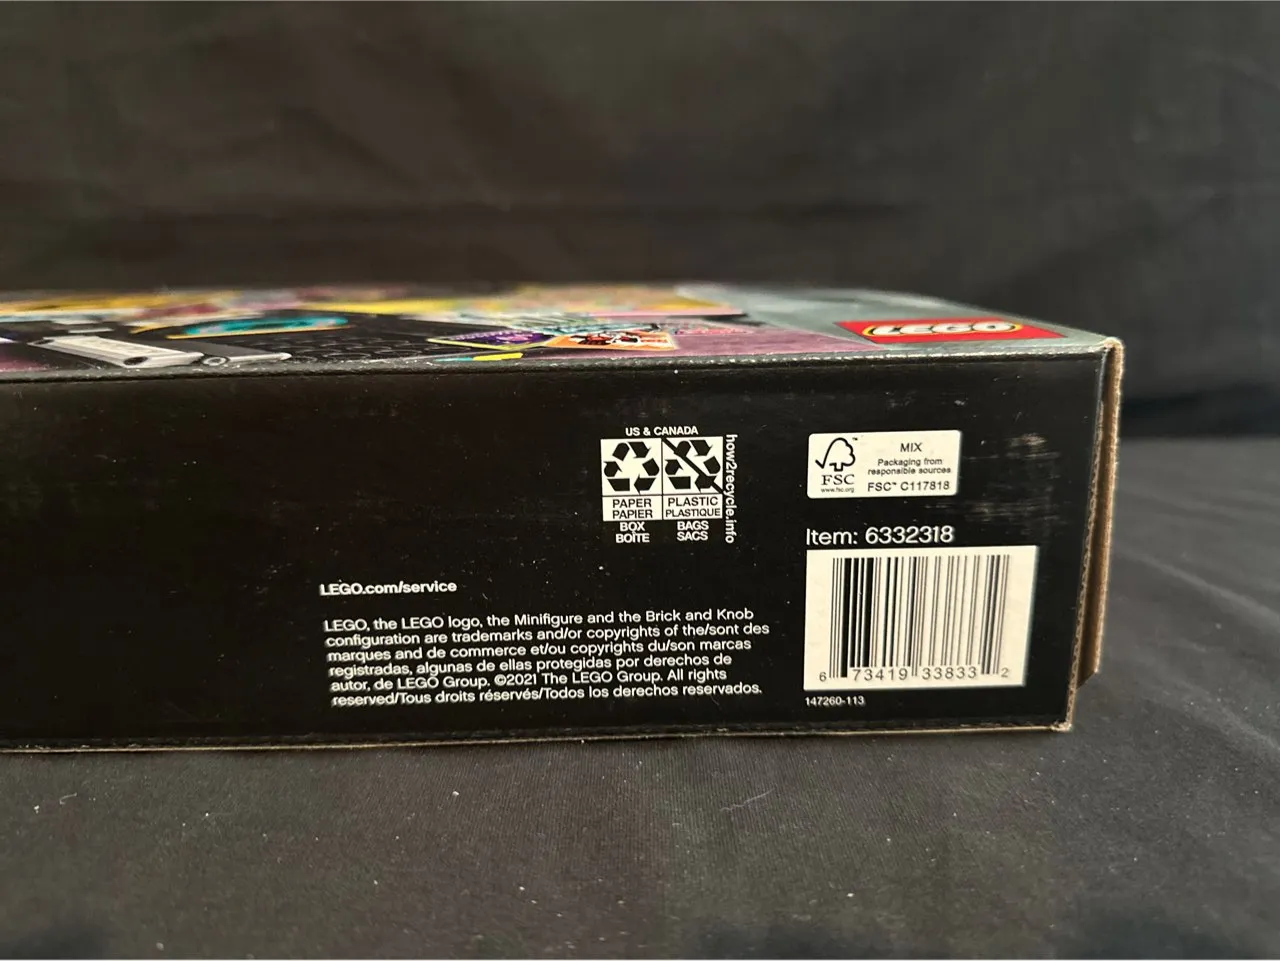 LEGO
US & CANADA
PAPER
PAPIER
BOX
BOÎTE
PLASTIC
PLASTIQUE
BAGS
SACS
how2recycle.info
FSC
www.fsc.org
MIX
Packaging from
responsible sources
FSC™ C117818
Item: 6332318
6 73419 33833 2
147260-113
LEGO.com/service
LEGO, the LEGO logo, the Minifigure and the Brick and Knob
configuration are trademarks and/or copyrights of the/sont des
marques and de commerce et/ou copyrights du/son marcas
registradas, algunas de ellas protegidas por derechos de
autor, de LEGO Group. ©2021 The LEGO Group. All rights
reserved/Tous droits réservés/Todos los derechos reservados.